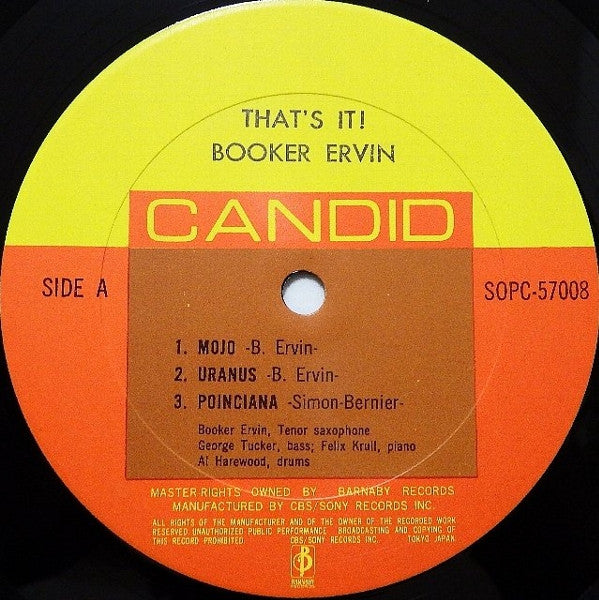 THAT'S IT!
BOOKER ERVIN
CANDID
SIDE A
SOPC-57008
1. MOJO -B. Ervin-
2. URANUS -B. Ervin-
3. POINCIANA -Simon-Bernier-
Booker Ervin, Tenor saxophone
George Tucker, bass; Felix Krull, piano
Al Harewood, drums
MASTER RIGHTS OWNED BY BARNABY RECORDS
MANUFACTURED BY CBS/SONY RECORDS INC.
ALL RIGHTS OF THE MANUFACTURER AND OF THE OWNER OF THE RECORDED WORK
RESERVED UNAUTHORIZED PUBLIC PERFORMANCE BROADCASTING AND COPYING OF
THIS RECORD PROHIBITED. CBS/SONY RECORDS INC. TOKYO JAPAN
BARNABY
RECORDS